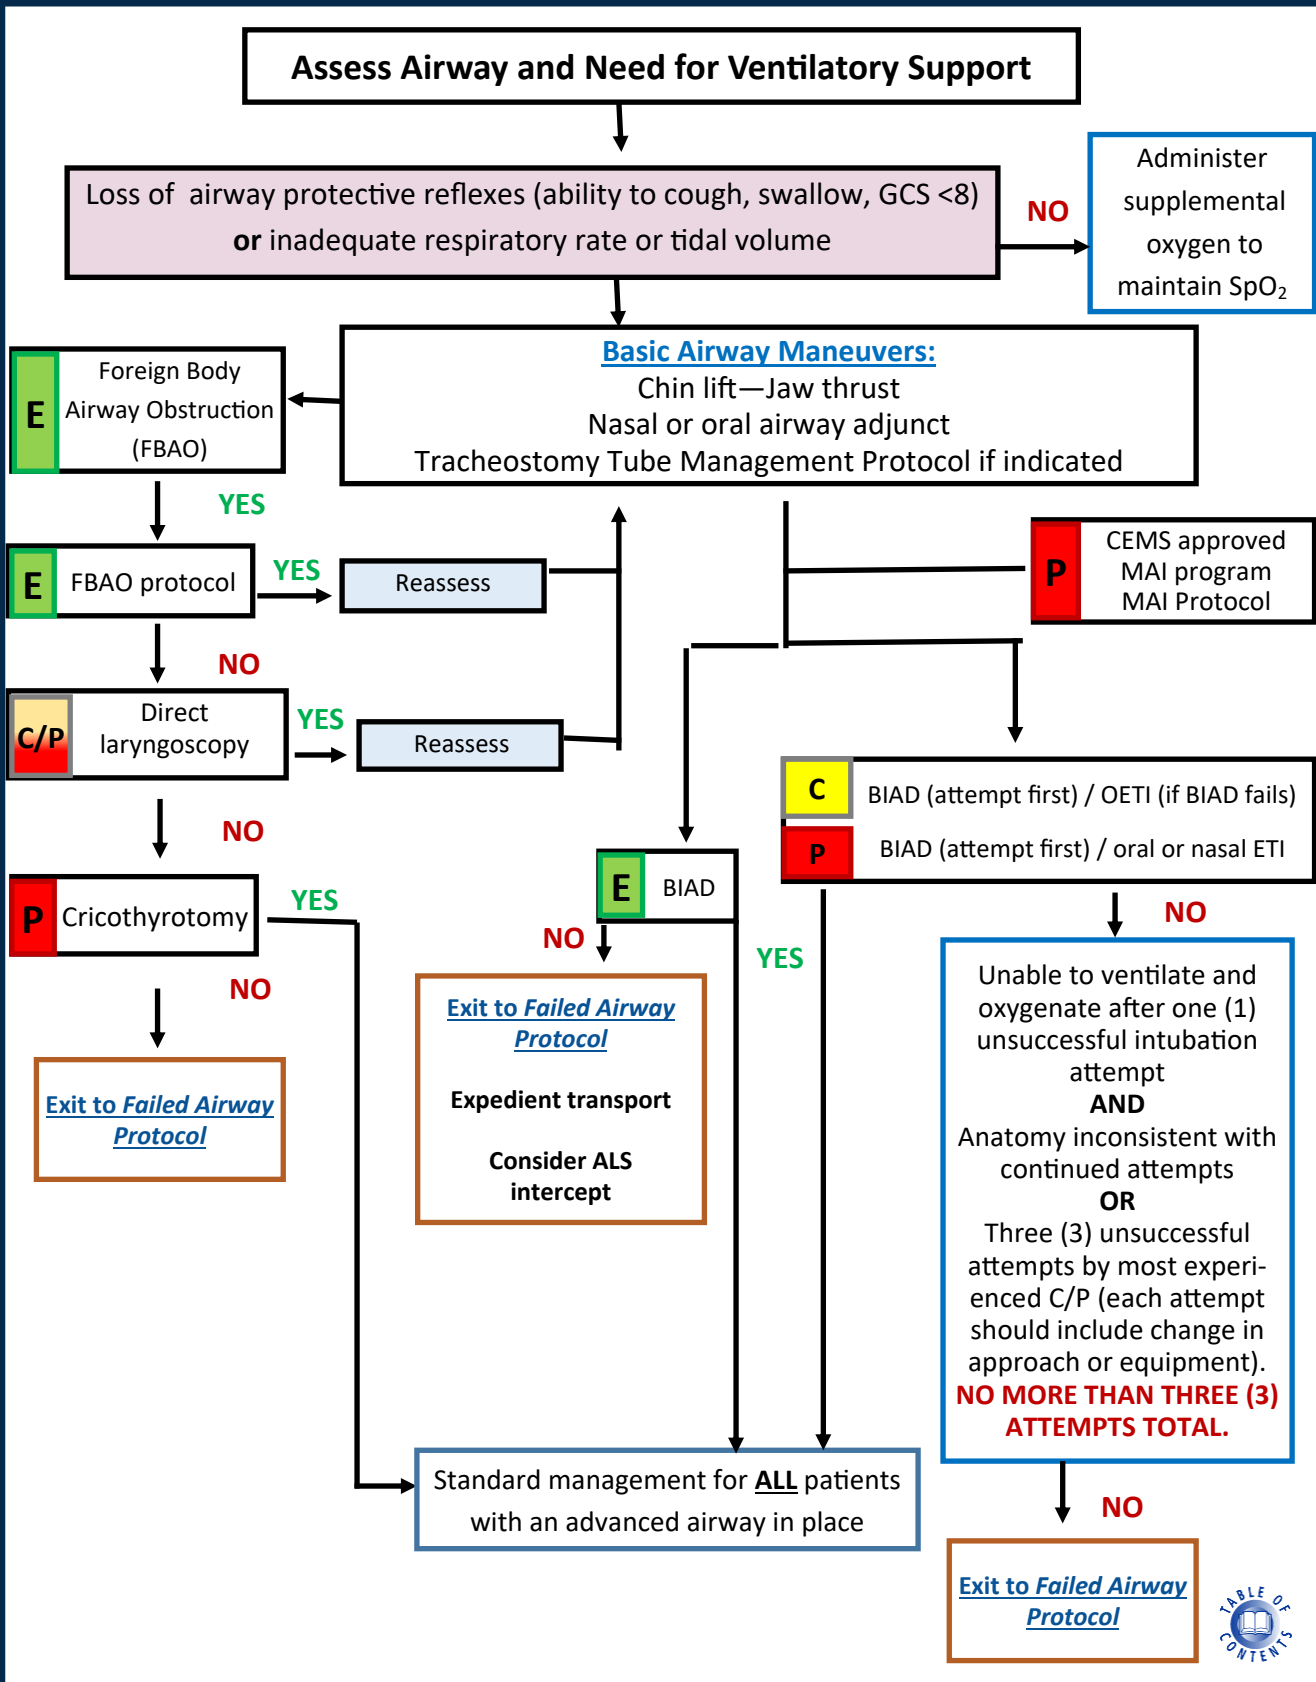 Assess Airway and Need for Ventilatory Support
Loss of airway protective reflexes (ability to cough, swallow, GCS <8)
or inadequate respiratory rate or tidal volume
NO
Administer
supplemental
oxygen to
maintain SpO₂
Basic Airway Maneuvers:
Chin lift—Jaw thrust
Nasal or oral airway adjunct
Tracheostomy Tube Management Protocol if indicated
E
Foreign Body
Airway Obstruction
(FBAO)
YES
E
FBAO protocol
YES
Reassess
NO
C/P
Direct
laryngoscopy
YES
Reassess
NO
P
Cricothyrotomy
YES
NO
Exit to Failed Airway
Protocol
P
CEMS approved
MAI program
MAI Protocol
E
BIAD
NO
Exit to Failed Airway
Protocol
Expedient transport
Consider ALS
intercept
YES
C
BIAD (attempt first) / OETI (if BIAD fails)
P
BIAD (attempt first) / oral or nasal ETI
NO
Unable to ventilate and
oxygenate after one (1)
unsuccessful intubation
attempt
AND
Anatomy inconsistent with
continued attempts
OR
Three (3) unsuccessful
attempts by most experi-
enced C/P (each attempt
should include change in
approach or equipment).
NO MORE THAN THREE (3)
ATTEMPTS TOTAL.
NO
Exit to Failed Airway
Protocol
Standard management for ALL patients
with an advanced airway in place
TABLE OF
CONTENTS